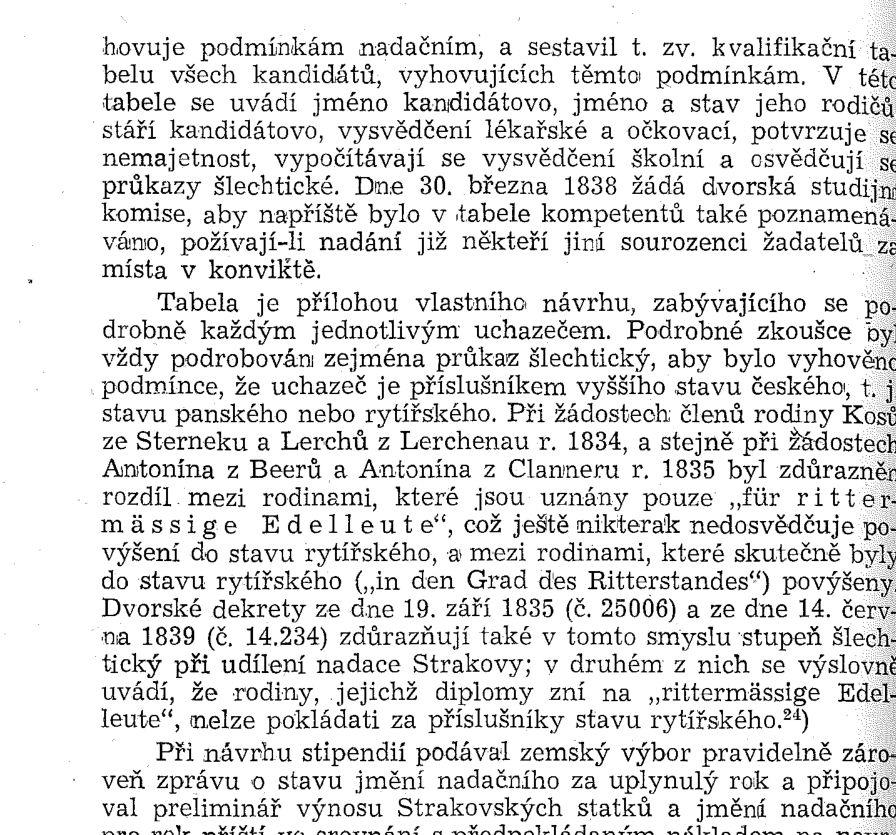 hovuje podmínkám nadačním, a sestavil t. zv. kvalifikační ta-
belu všech kandidátů, vyhovujících těmto podmínkám. V této
tabele se uvádí jméno kandidátovo, jméno a stav jeho rodičů,
stáří kandidátovo, vysvědčení lékařské a očkovací, potvrzuje se
nemajetnost, vypočítávají se vysvědčení školní a osvědčují se
průkazy šlechtické. Dne 30. března 1838 žádá dvorská studijní
komise, aby napříště bylo v tabele kompetentů také poznamená-
váno, požívají-li nadání již někteří jiní sourozenci žadatelů za
místa v konviktě.
Tabela je přílohou vlastního návrhu, zabývajícího se po-
drobně každým jednotlivým uchazečem. Podrobné zkoušce byl
vždy podrobován zejména průkaz šlechtický, aby bylo vyhověno
podmínce, že uchazeč je příslušníkem vyššího stavu českého, t. j.
stavu panského nebo rytířského. Při žádostech členů rodiny Kosů
ze Sterneku a Lerchů z Lerchenau r. 1834, a stejně při žádostech
Antonína z Beerů a Antonína z Clanneru r. 1835 byl zdůrazněn
rozdíl mezi rodinami, které jsou uznány pouze „für ritter-
mässige Edelleute“, což ještě nikterak nedosvědčuje po-
výšení do stavu rytířského, a mezi rodinami, které skutečně byly
do stavu rytířského („in den Grad des Ritterstandes“) povýšeny.
Dvorské dekrety ze dne 19. září 1835 (č. 25006) a ze dne 14. červ-
na 1839 (č. 14.234) zdůrazňují také v tomto smyslu stupeň šlech-
tický při udílení nadace Strakovy; v druhém z nich se výslovně
uvádí, že rodiny, jejichž diplomy zní na „rittermässige Edel-
leute“, nelze pokládati za příslušníky stavu rytířského.²⁴)
Při návrhu stipendií podával zemský výbor pravidelně záro-
veň zprávu o stavu jmění nadačního za uplynulý rok a připojo-
val preliminář výnosu Strakovských statků a jmění nadačního